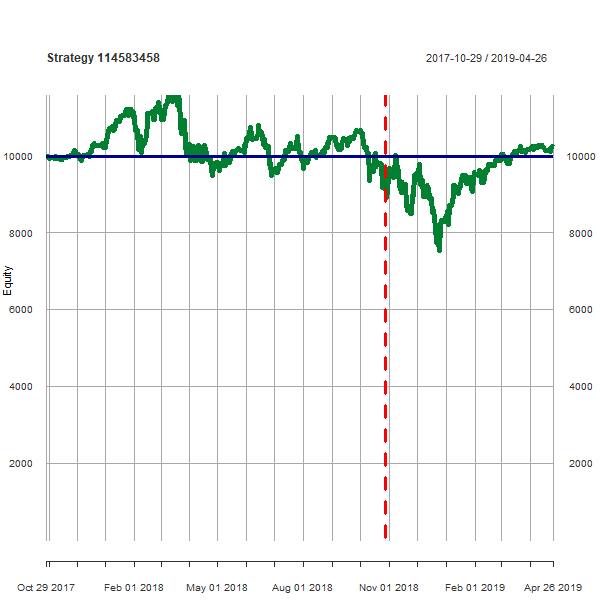 Strategy 114583458
2017-10-29 / 2019-04-26
10000
10000
8000
8000
Equity
6000
6000
4000
4000
2000
2000
Oct 29 2017
Feb 01 2018
May 01 2018
Aug 01 2018
Nov 01 2018
Feb 01 2019
Apr 26 2019